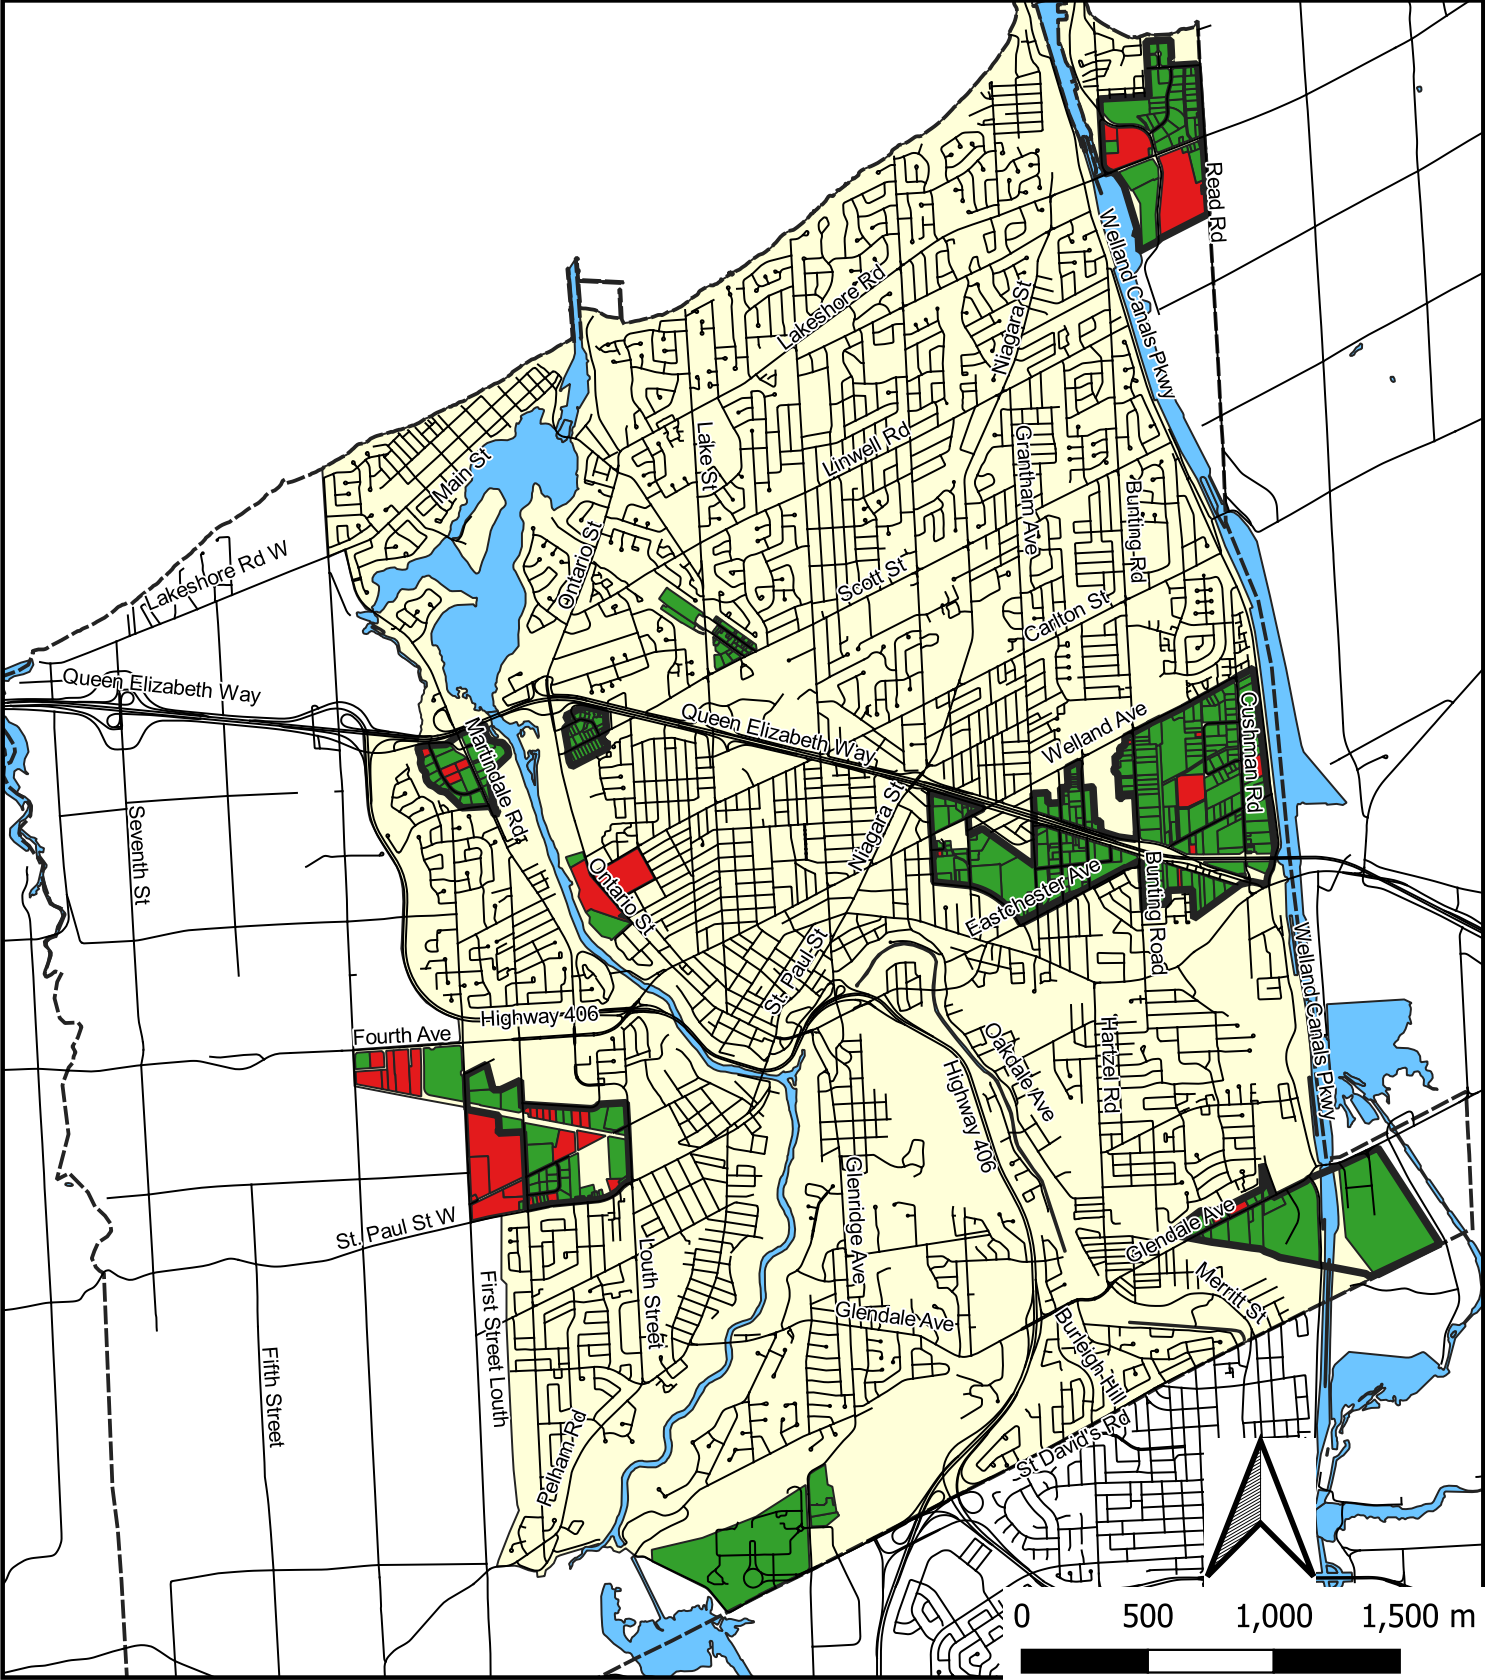 Read Rd
Welland Canals Pkwy
Lakeshore Rd
Niagara St
Lake St
Linwell Rd
Grantham Ave
Main St
Bunting Rd
Ontario St
Lakeshore Rd W
Scott St
Carlton St
Queen Elizabeth Way
Queen Elizabeth Way
Welland Ave
Cushman Rd
Martindale Rd
Niagara St
Seventh St
Ontario St
Eastchester Ave
Bunting Road
St. Paul St
Welland Canals Pkwy
Highway 406
Fourth Ave
Oakdale Ave
Hartzel Rd
Highway 406
Glenridge Ave
St. Paul St W
Glendale Ave
Louth Street
First Street Louth
Merritt St
Glendale Ave
Burleigh Hill
Fifth Street
Pelham Rd
St David's Rd
0 500 1,000 1,500 m